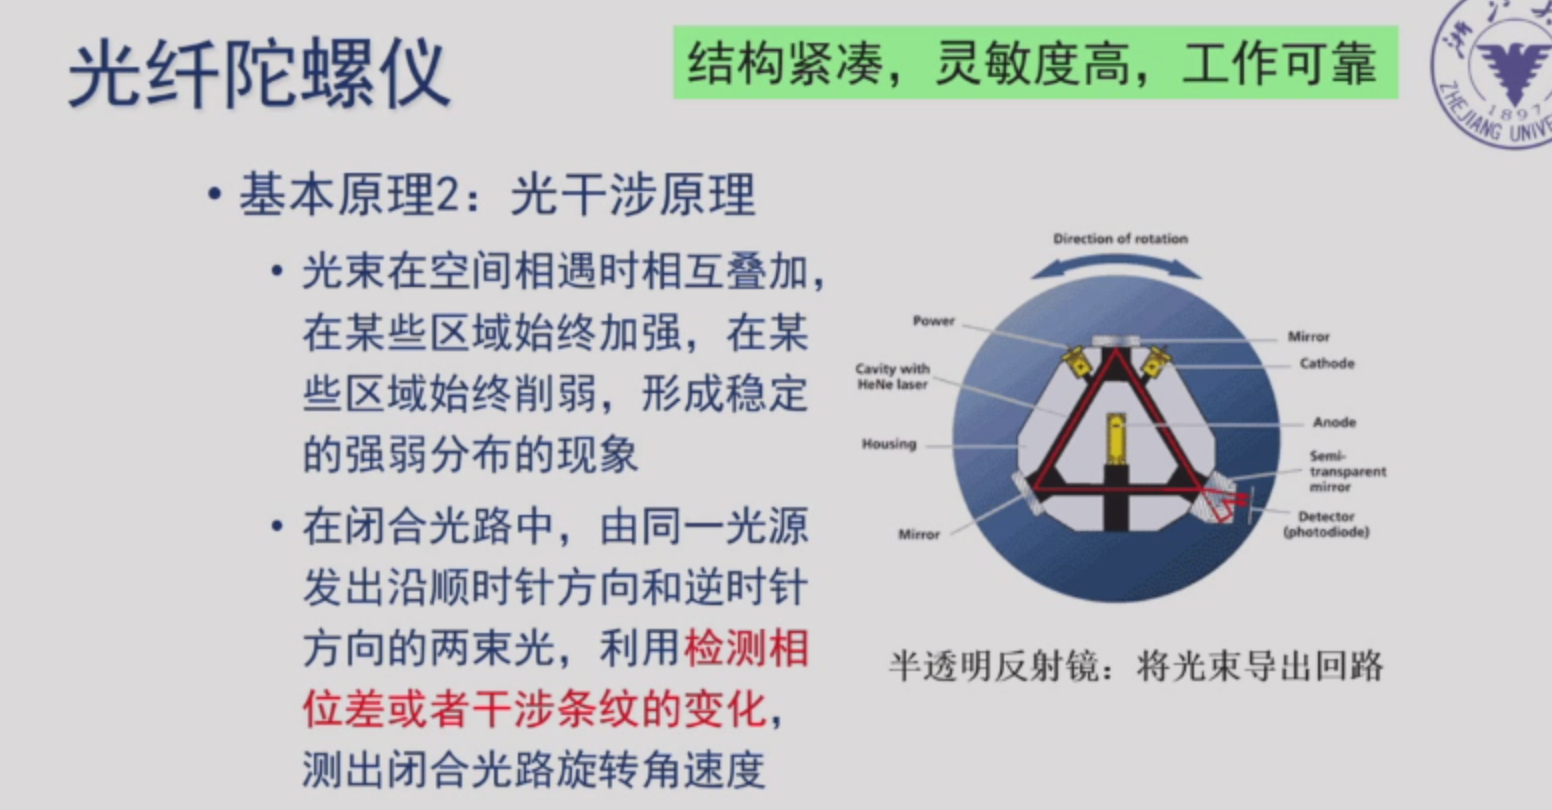 光纤陀螺仪
结构紧凑，灵敏度高，工作可靠
ZHEJIANG
1897
• 基本原理2：光干涉原理
• 光束在空间相遇时相互叠加，
在某些区域始终加强，在某
些区域始终削弱，形成稳定
的强弱分布的现象
• 在闭合光路中，由同一光源
发出沿顺时针方向和逆时针
方向的两束光，利用检测相
位差或者干涉条纹的变化，
测出闭合光路旋转角速度
Direction of rotation
Power
Cavity with
HeNe laser
Housing
Mirror
Mirror
Cathode
Anode
Semi-
transparent
mirror
Detector
(photodiode)
半透明反射镜：将光束导出回路